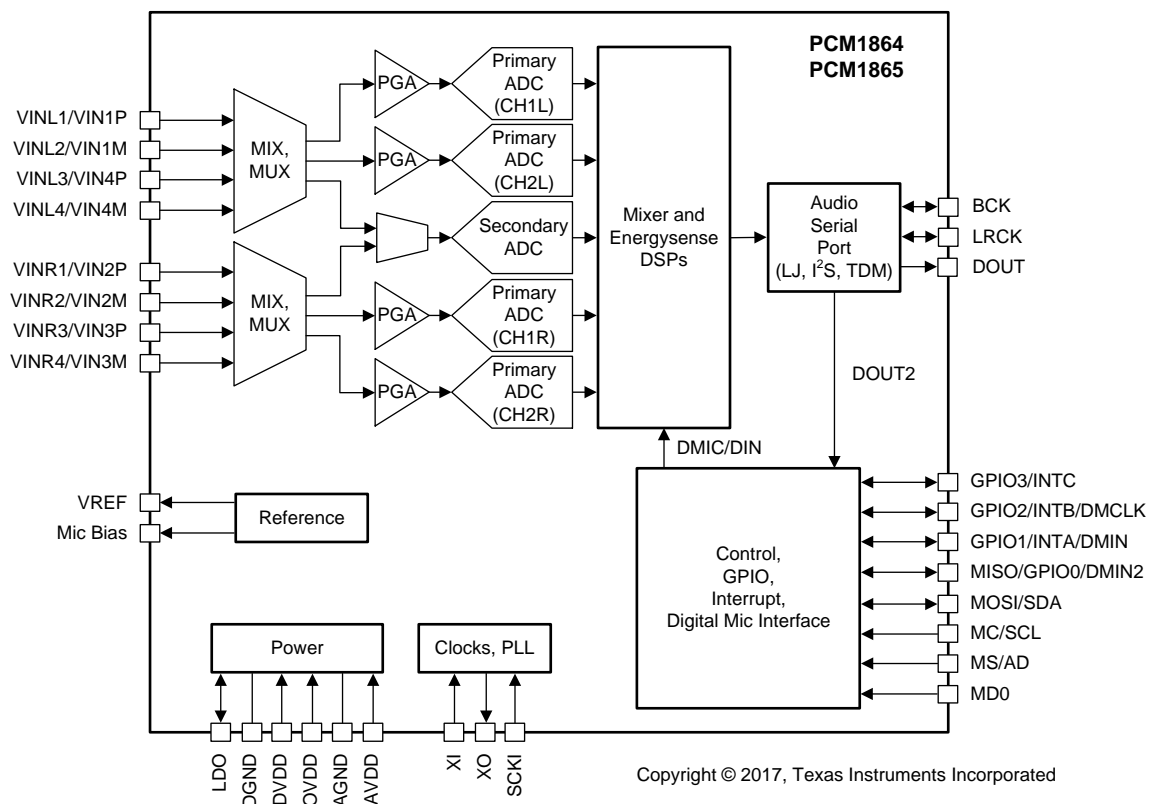 PCM1864
PCM1865
VINL1/VIN1P
VINL2/VIN1M
VINL3/VIN4P
VINL4/VIN4M
VINR1/VIN2P
VINR2/VIN2M
VINR3/VIN3P
VINR4/VIN3M
MIX,
MUX
MIX,
MUX
PGA
PGA
PGA
PGA
Primary
ADC
(CH1L)
Primary
ADC
(CH2L)
Secondary
ADC
Primary
ADC
(CH1R)
Primary
ADC
(CH2R)
Mixer and
Energysense
DSPs
Audio
Serial
Port
(LJ, I²S, TDM)
BCK
LRCK
DOUT
DOUT2
DMIC/DIN
VREF
Mic Bias
Reference
Control,
GPIO,
Interrupt,
Digital Mic Interface
GPIO3/INTC
GPIO2/INTB/DMCLK
GPIO1/INTA/DMIN
MISO/GPIO0/DMIN2
MOSI/SDA
MC/SCL
MS/AD
MD0
Power
Clocks, PLL
LDO
DGND
DVDD
IOVDD
AGND
AVDD
XI
XO
SCKI
Copyright © 2017, Texas Instruments Incorporated